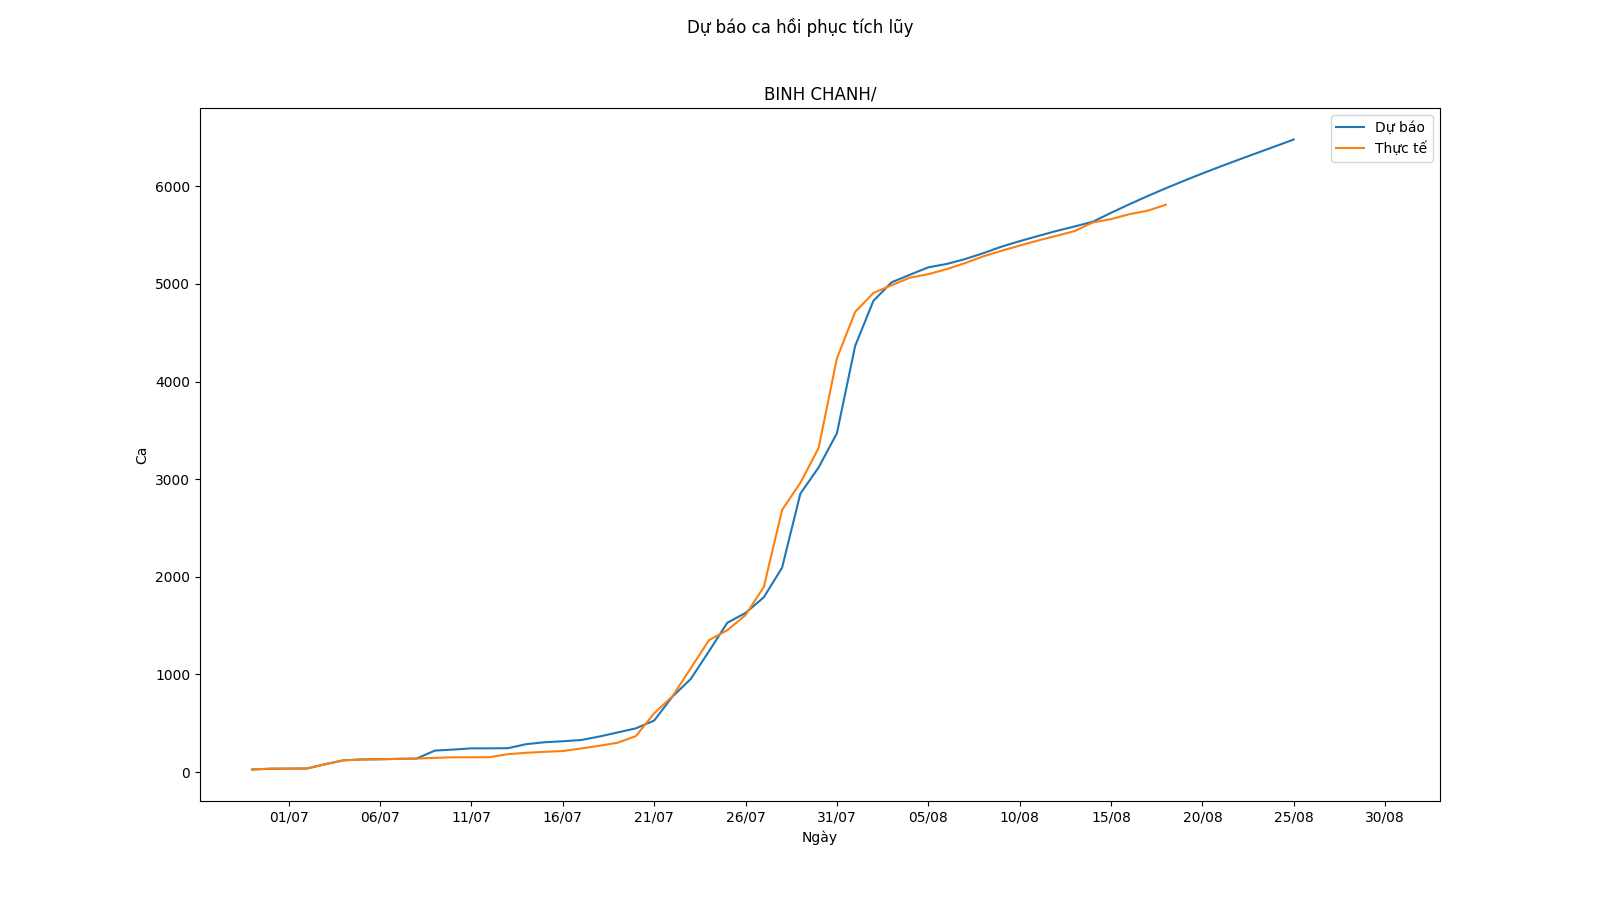 Dự báo ca hồi phục tích lũy
BINH CHANH/
Dự báo
Thực tế
6000
5000
4000
3000
2000
1000
0
Ca
01/07 06/07 11/07 16/07 21/07 26/07 31/07 05/08 10/08 15/08 20/08 25/08 30/08
Ngày